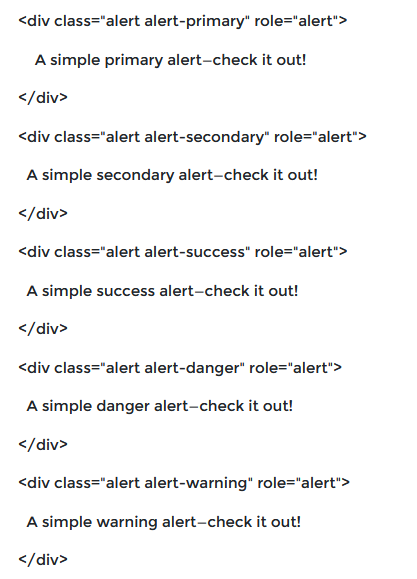 <div class="alert alert-primary" role="alert">
A simple primary alert—check it out!
</div>
<div class="alert alert-secondary" role="alert">
A simple secondary alert—check it out!
</div>
<div class="alert alert-success" role="alert">
A simple success alert—check it out!
</div>
<div class="alert alert-danger" role="alert">
A simple danger alert—check it out!
</div>
<div class="alert alert-warning" role="alert">
A simple warning alert—check it out!
</div>